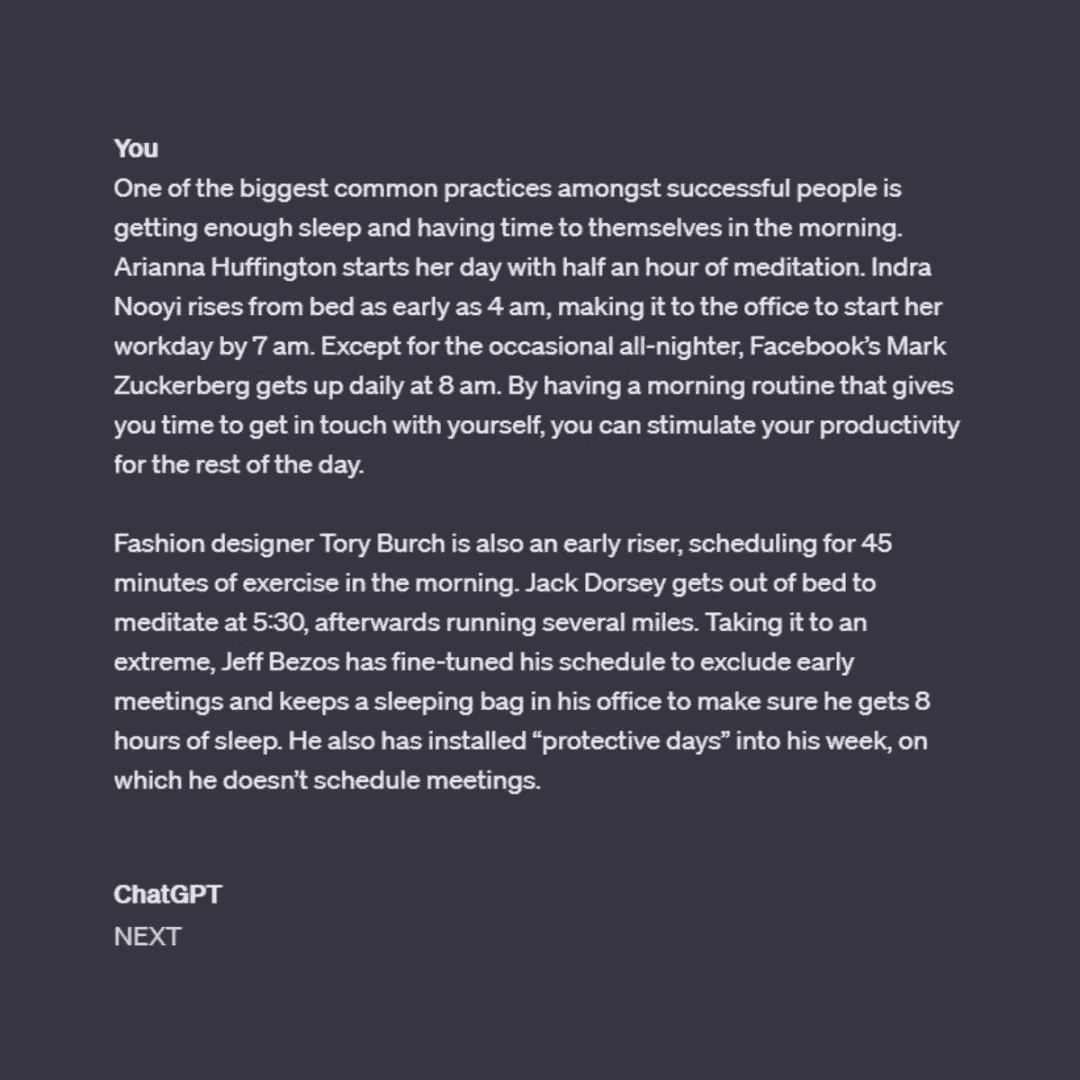 You
One of the biggest common practices amongst successful people is
getting enough sleep and having time to themselves in the morning.
Arianna Huffington starts her day with half an hour of meditation. Indra
Nooyi rises from bed as early as 4 am, making it to the office to start her
workday by 7 am. Except for the occasional all-nighter, Facebook’s Mark
Zuckerberg gets up daily at 8 am. By having a morning routine that gives
you time to get in touch with yourself, you can stimulate your productivity
for the rest of the day.
Fashion designer Tory Burch is also an early riser, scheduling for 45
minutes of exercise in the morning. Jack Dorsey gets out of bed to
meditate at 5:30, afterwards running several miles. Taking it to an
extreme, Jeff Bezos has fine-tuned his schedule to exclude early
meetings and keeps a sleeping bag in his office to make sure he gets 8
hours of sleep. He also has installed “protective days” into his week, on
which he doesn’t schedule meetings.
ChatGPT
NEXT